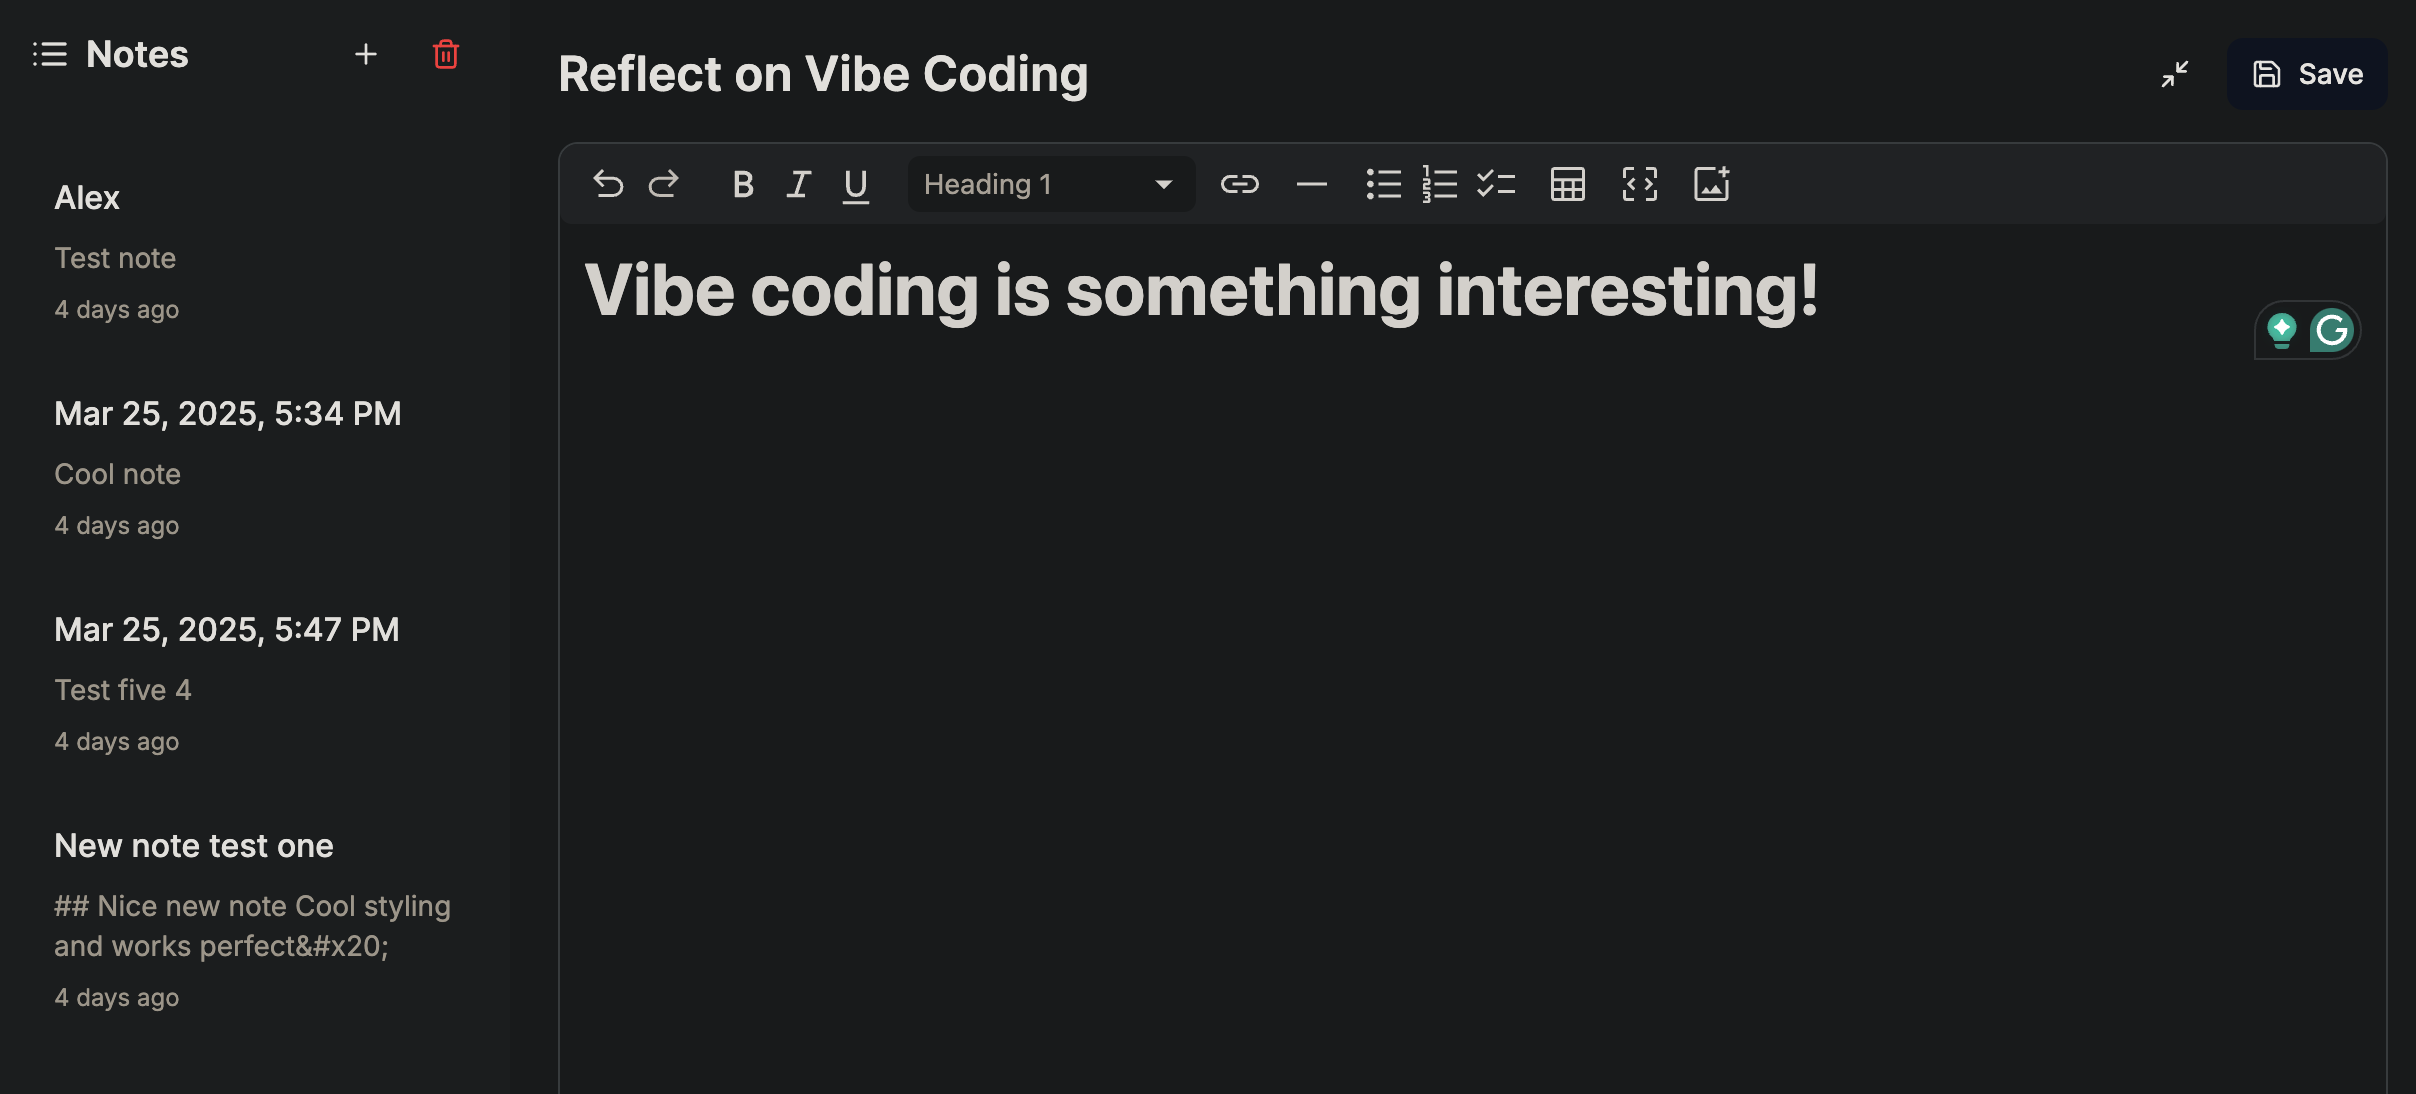 Notes
Alex
Test note
4 days ago
Mar 25, 2025, 5:34 PM
Cool note
4 days ago
Mar 25, 2025, 5:47 PM
Test five 4
4 days ago
New note test one
## Nice new note Cool styling
and works perfect&#x20;
4 days ago
Reflect on Vibe Coding
Save
B I U Heading 1
Vibe coding is something interesting!